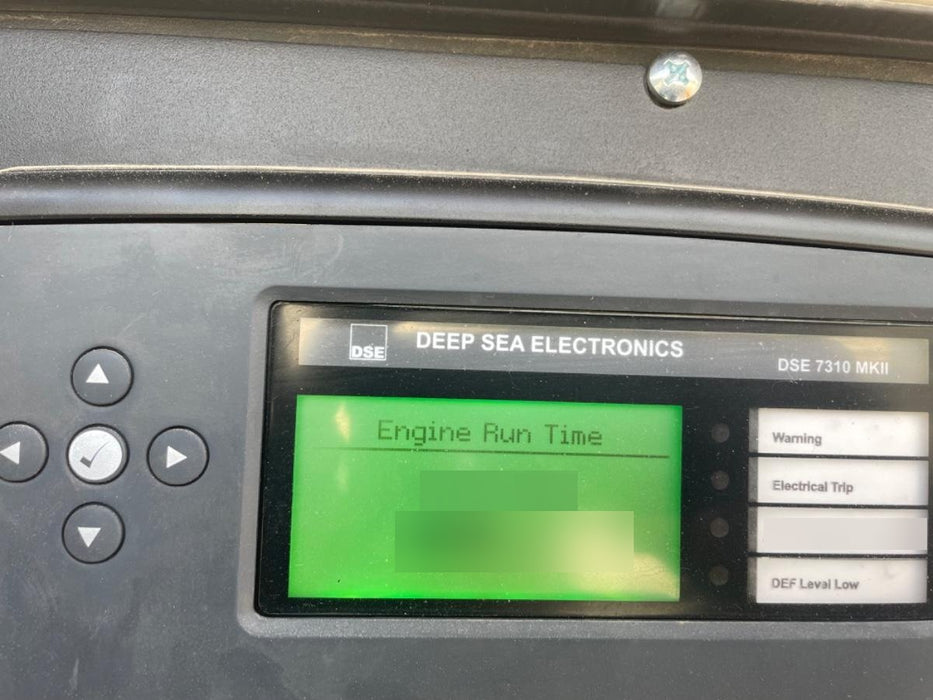 DSE
DEEP SEA ELECTRONICS
DSE 7310 MKII
Engine Run Time
Warning
Electrical Trip
DEF Level Low